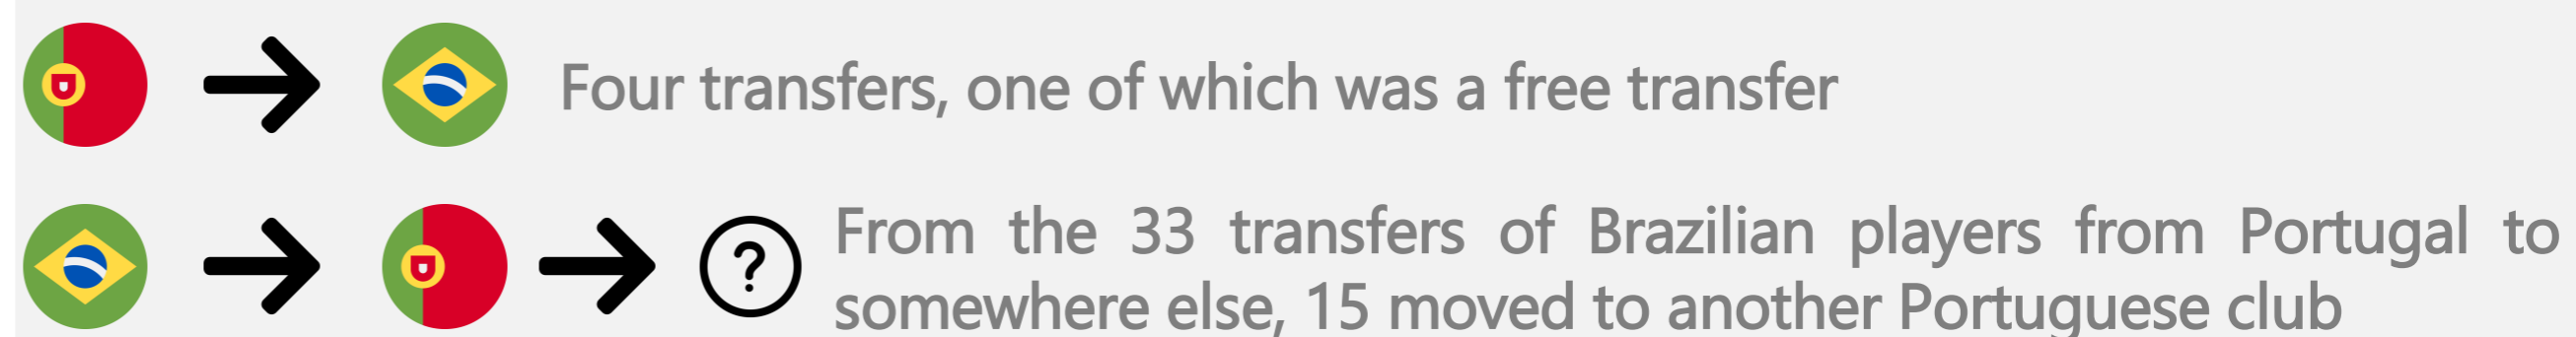 Four transfers, one of which was a free transfer
?
From the 33 transfers of Brazilian players from Portugal to
somewhere else, 15 moved to another Portuguese club